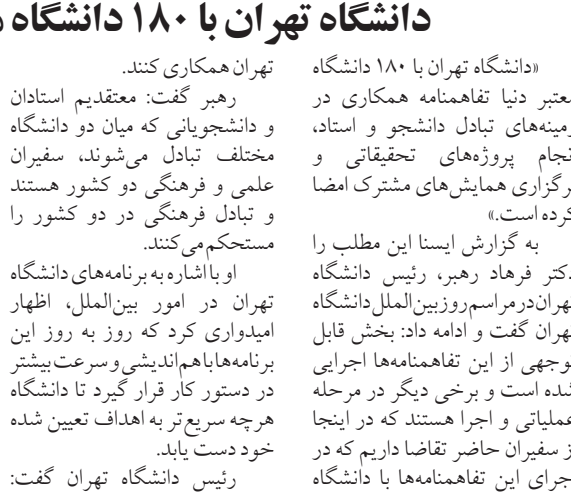 دانشگاه تهران با ۱۸۰ دانشگاه
«دانشگاه تهران با ۱۸۰ دانشگاه
معتبر دنیا تفاهمنامه همکاری در
زمینه‌های تبادل دانشجو و استاد،
انجام پروژه‌های تحقیقاتی و
برگزاری همایش‌های مشترک امضا
کرده است.»
به گزارش ایسنا این مطلب را
دکتر فرهاد رهبر، رئیس دانشگاه
تهران در مراسم روز بین‌الملل دانشگاه
تهران گفت و ادامه داد: بخش قابل
توجهی از این تفاهمنامه‌ها اجرایی
شده است و برخی دیگر در مرحله
عملیاتی و اجرا هستند که در اینجا
از سفیران حاضر تقاضا داریم که در
اجرای این تفاهمنامه‌ها با دانشگاه
تهران همکاری کنند.
رهبر گفت: معتقدیم استادان
و دانشجویانی که میان دو دانشگاه
مختلف تبادل می‌شوند، سفیران
علمی و فرهنگی دو کشور هستند
و تبادل فرهنگی در دو کشور را
مستحکم می‌کنند.
او با اشاره به برنامه‌های دانشگاه
تهران در امور بین‌الملل، اظهار
امیدواری کرد که روز به روز این
برنامه‌ها با هم‌اندیشی و سرعت بیشتر
در دستور کار قرار گیرد تا دانشگاه
هرچه سریع‌تر به اهداف تعیین شده
خود دست یابد.
رئیس دانشگاه تهران گفت: